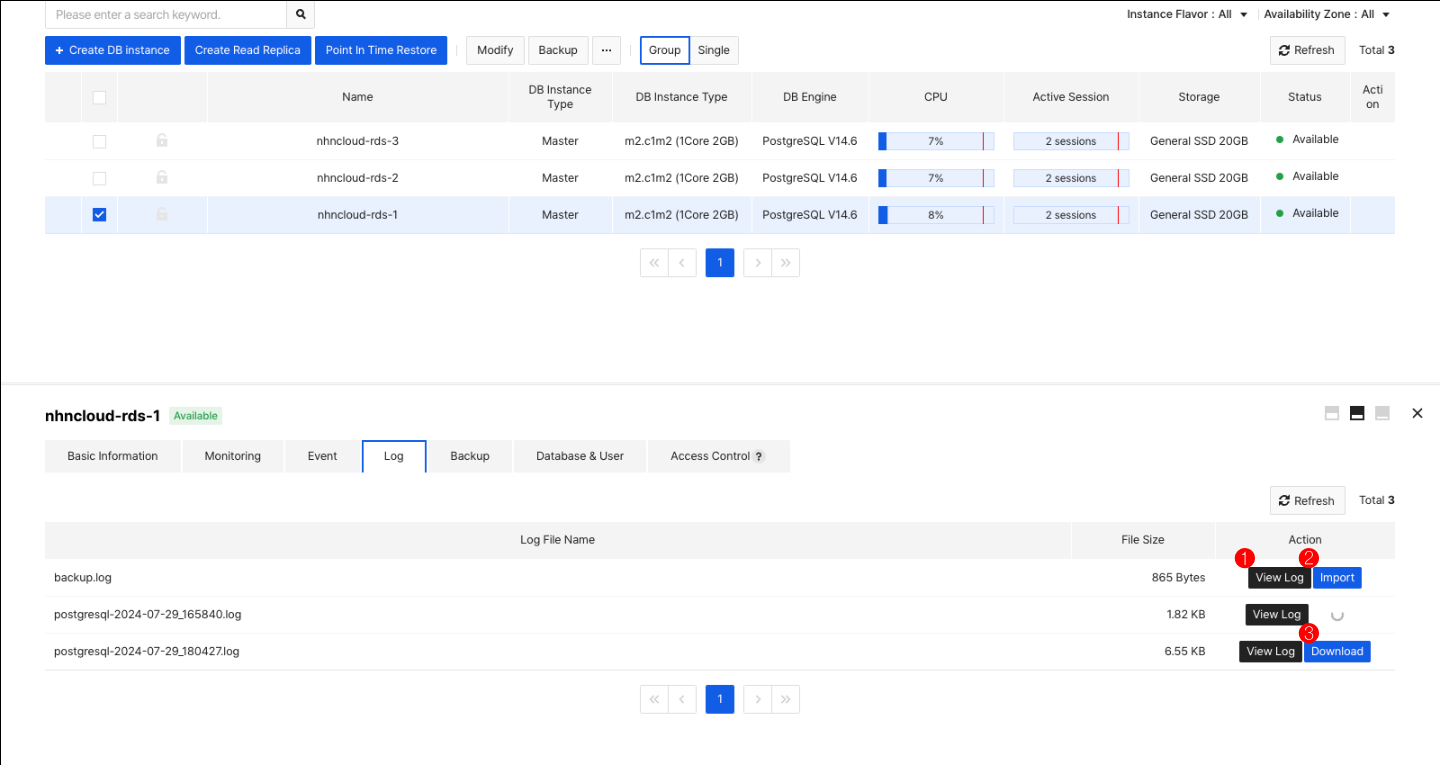 Please enter a search keyword.
Instance Flavor : All
Availability Zone : All
+ Create DB instance
Create Read Replica
Point In Time Restore
Modify
Backup
...
Group
Single
Refresh
Total 3
Name
DB Instance
Type
DB Instance Type
DB Engine
CPU
Active Session
Storage
Status
Acti
on
nhncloud-rds-3 Master m2.c1m2 (1Core 2GB) PostgreSQL V14.6 7% 2 sessions General SSD 20GB Available
nhncloud-rds-2 Master m2.c1m2 (1Core 2GB) PostgreSQL V14.6 7% 2 sessions General SSD 20GB Available
nhncloud-rds-1 Master m2.c1m2 (1Core 2GB) PostgreSQL V14.6 8% 2 sessions General SSD 20GB Available
« ‹ 1 › »
nhncloud-rds-1 Available
Basic Information
Monitoring
Event
Log
Backup
Database & User
Access Control ?
Refresh
Total 3
Log File Name File Size Action
1 2
backup.log 865 Bytes View Log Import
postgresql-2024-07-29_165840.log 1.82 KB View Log
3
postgresql-2024-07-29_180427.log 6.55 KB View Log Download
« ‹ 1 › »